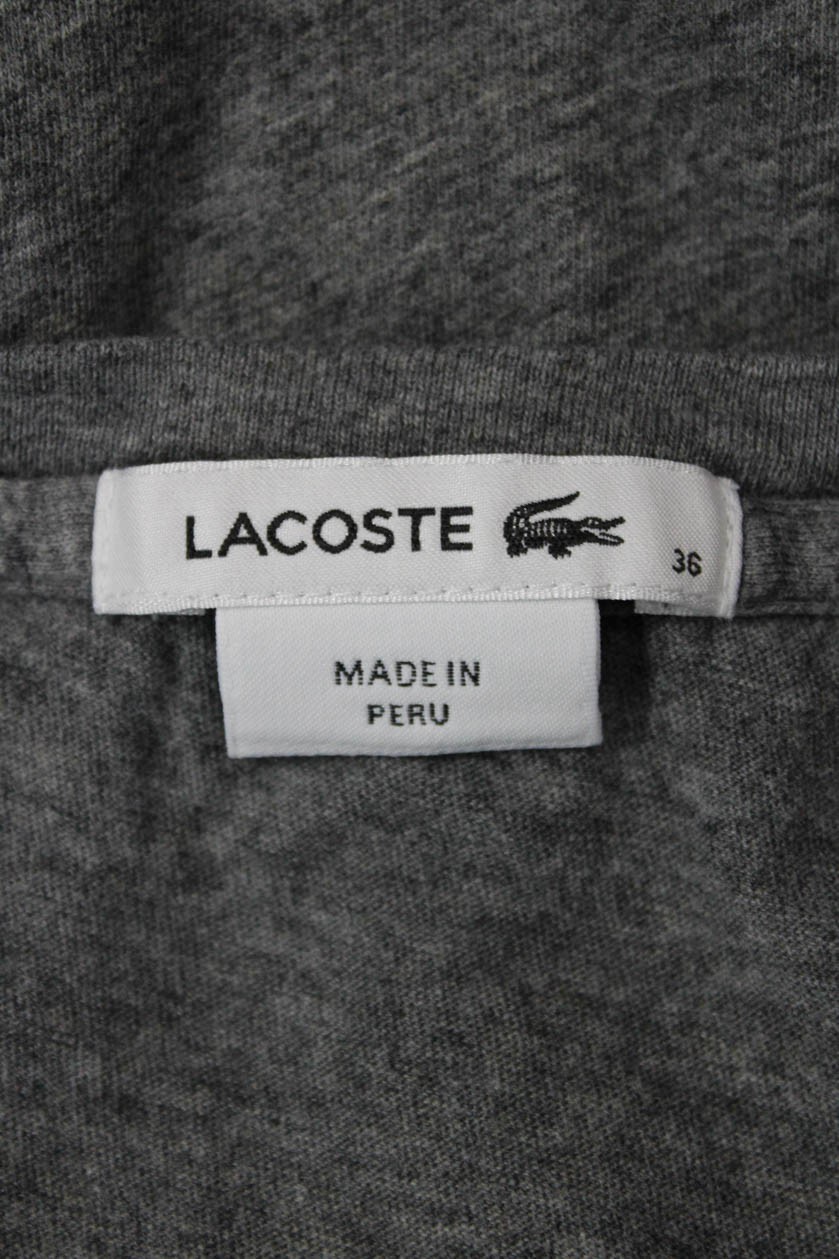 LACOSTE
36
MADE IN
PERU